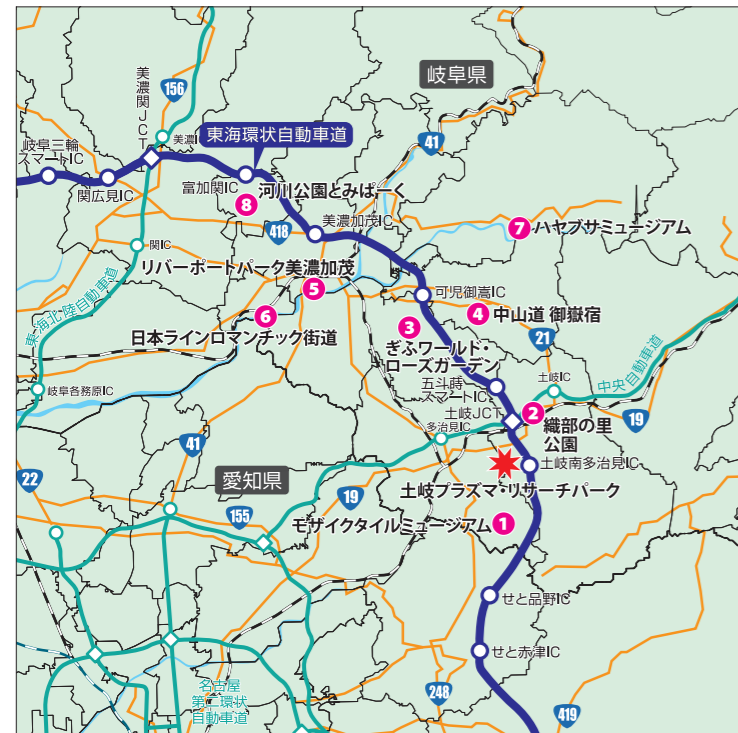 岐阜県
156
美濃関JCT
美濃IC
41
東海環状自動車道
岐阜三輪
スマートIC
関広見IC
富加関IC
河川公園とみぱーく
8
418
美濃加茂IC
7
ハヤブサミュージアム
関IC
東海北陸自動車道
リバーポートパーク美濃加茂
5
可児御嵩IC
6
日本ラインロマンチック街道
4
中山道 御嶽宿
3
ぎふワールド・
ローズガーデン
21
五斗蒔
スマートIC
土岐IC
中央自動車道
岐阜各務原IC
土岐JCT
多治見IC
2
織部の里
公園
19
41
22
愛知県
19
土岐南多治見IC
土岐プラズマ・リサーチパーク
155
モザイクタイルミュージアム
1
せと品野IC
せと赤津IC
名古屋
第二環状
自動車道
248
419